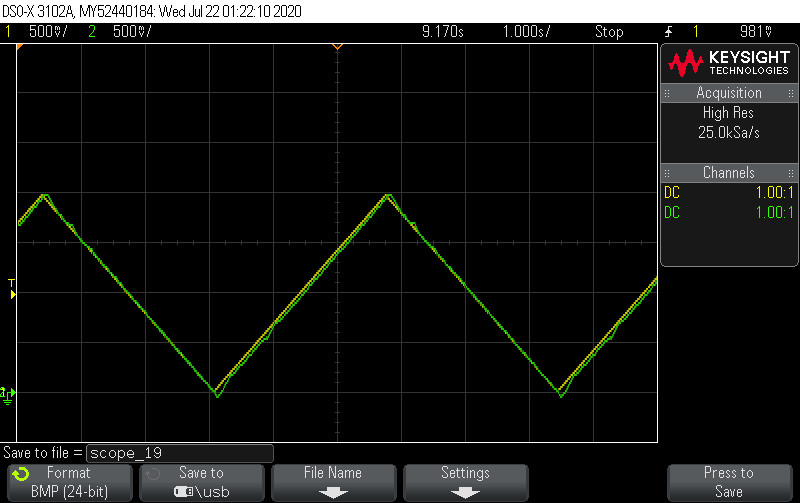 DSO-X 3102A, MY52440184: Wed Jul 22 01:22:10 2020
1 500mV/ 2 500mV/ 9.170s 1.000s/ Stop 1 981mV
KEYSIGHT
TECHNOLOGIES
Acquisition
High Res
25.0kSa/s
Channels
DC 1.00:1
DC 1.00:1
T
Save to file = scope_19
Format
BMP (24-bit)
Save to
\usb
File Name
Settings
Press to
Save